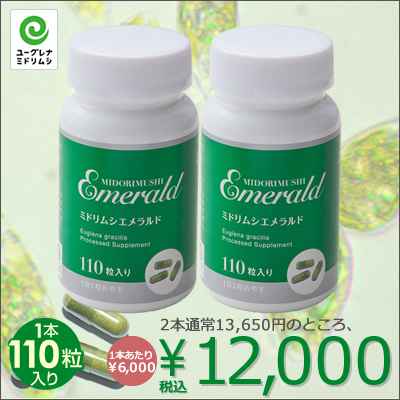 ユーグレナ
ミドリムシ
MIDORIMUSHI
Emerald
ミドリムシエメラルド
Euglena gracilis
Processed Supplement
110粒入り
1日3粒めやす
MIDORIMUSHI
Emerald
ミドリムシエメラルド
Euglena gracilis
Processed Supplement
110粒入り
1日3粒めやす
1本
110粒
入り
1本あたり
¥6,000
2本通常13,650円のところ、
¥12,000
税込